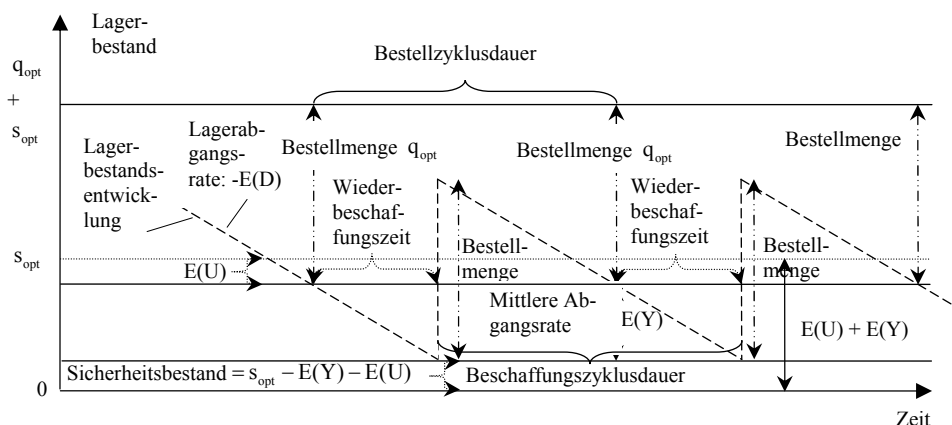 Lager-
bestand
q_opt
+
s_opt
Bestellzyklusdauer
Lager-
bestands-
entwick-
lung
Lagerab-
gangs-
rate: -E(D)
Bestellmenge q_opt
Bestellmenge q_opt
Bestellmenge
Wieder-
beschaf-
fungszeit
Wieder-
beschaf-
fungszeit
s_opt
E(U)
Bestell-
menge
Bestell-
menge
Mittlere Ab-
gangsrate
E(Y)
E(U) + E(Y)
Sicherheitsbestand = s_opt − E(Y) − E(U)
Beschaffungszyklusdauer
0
Zeit